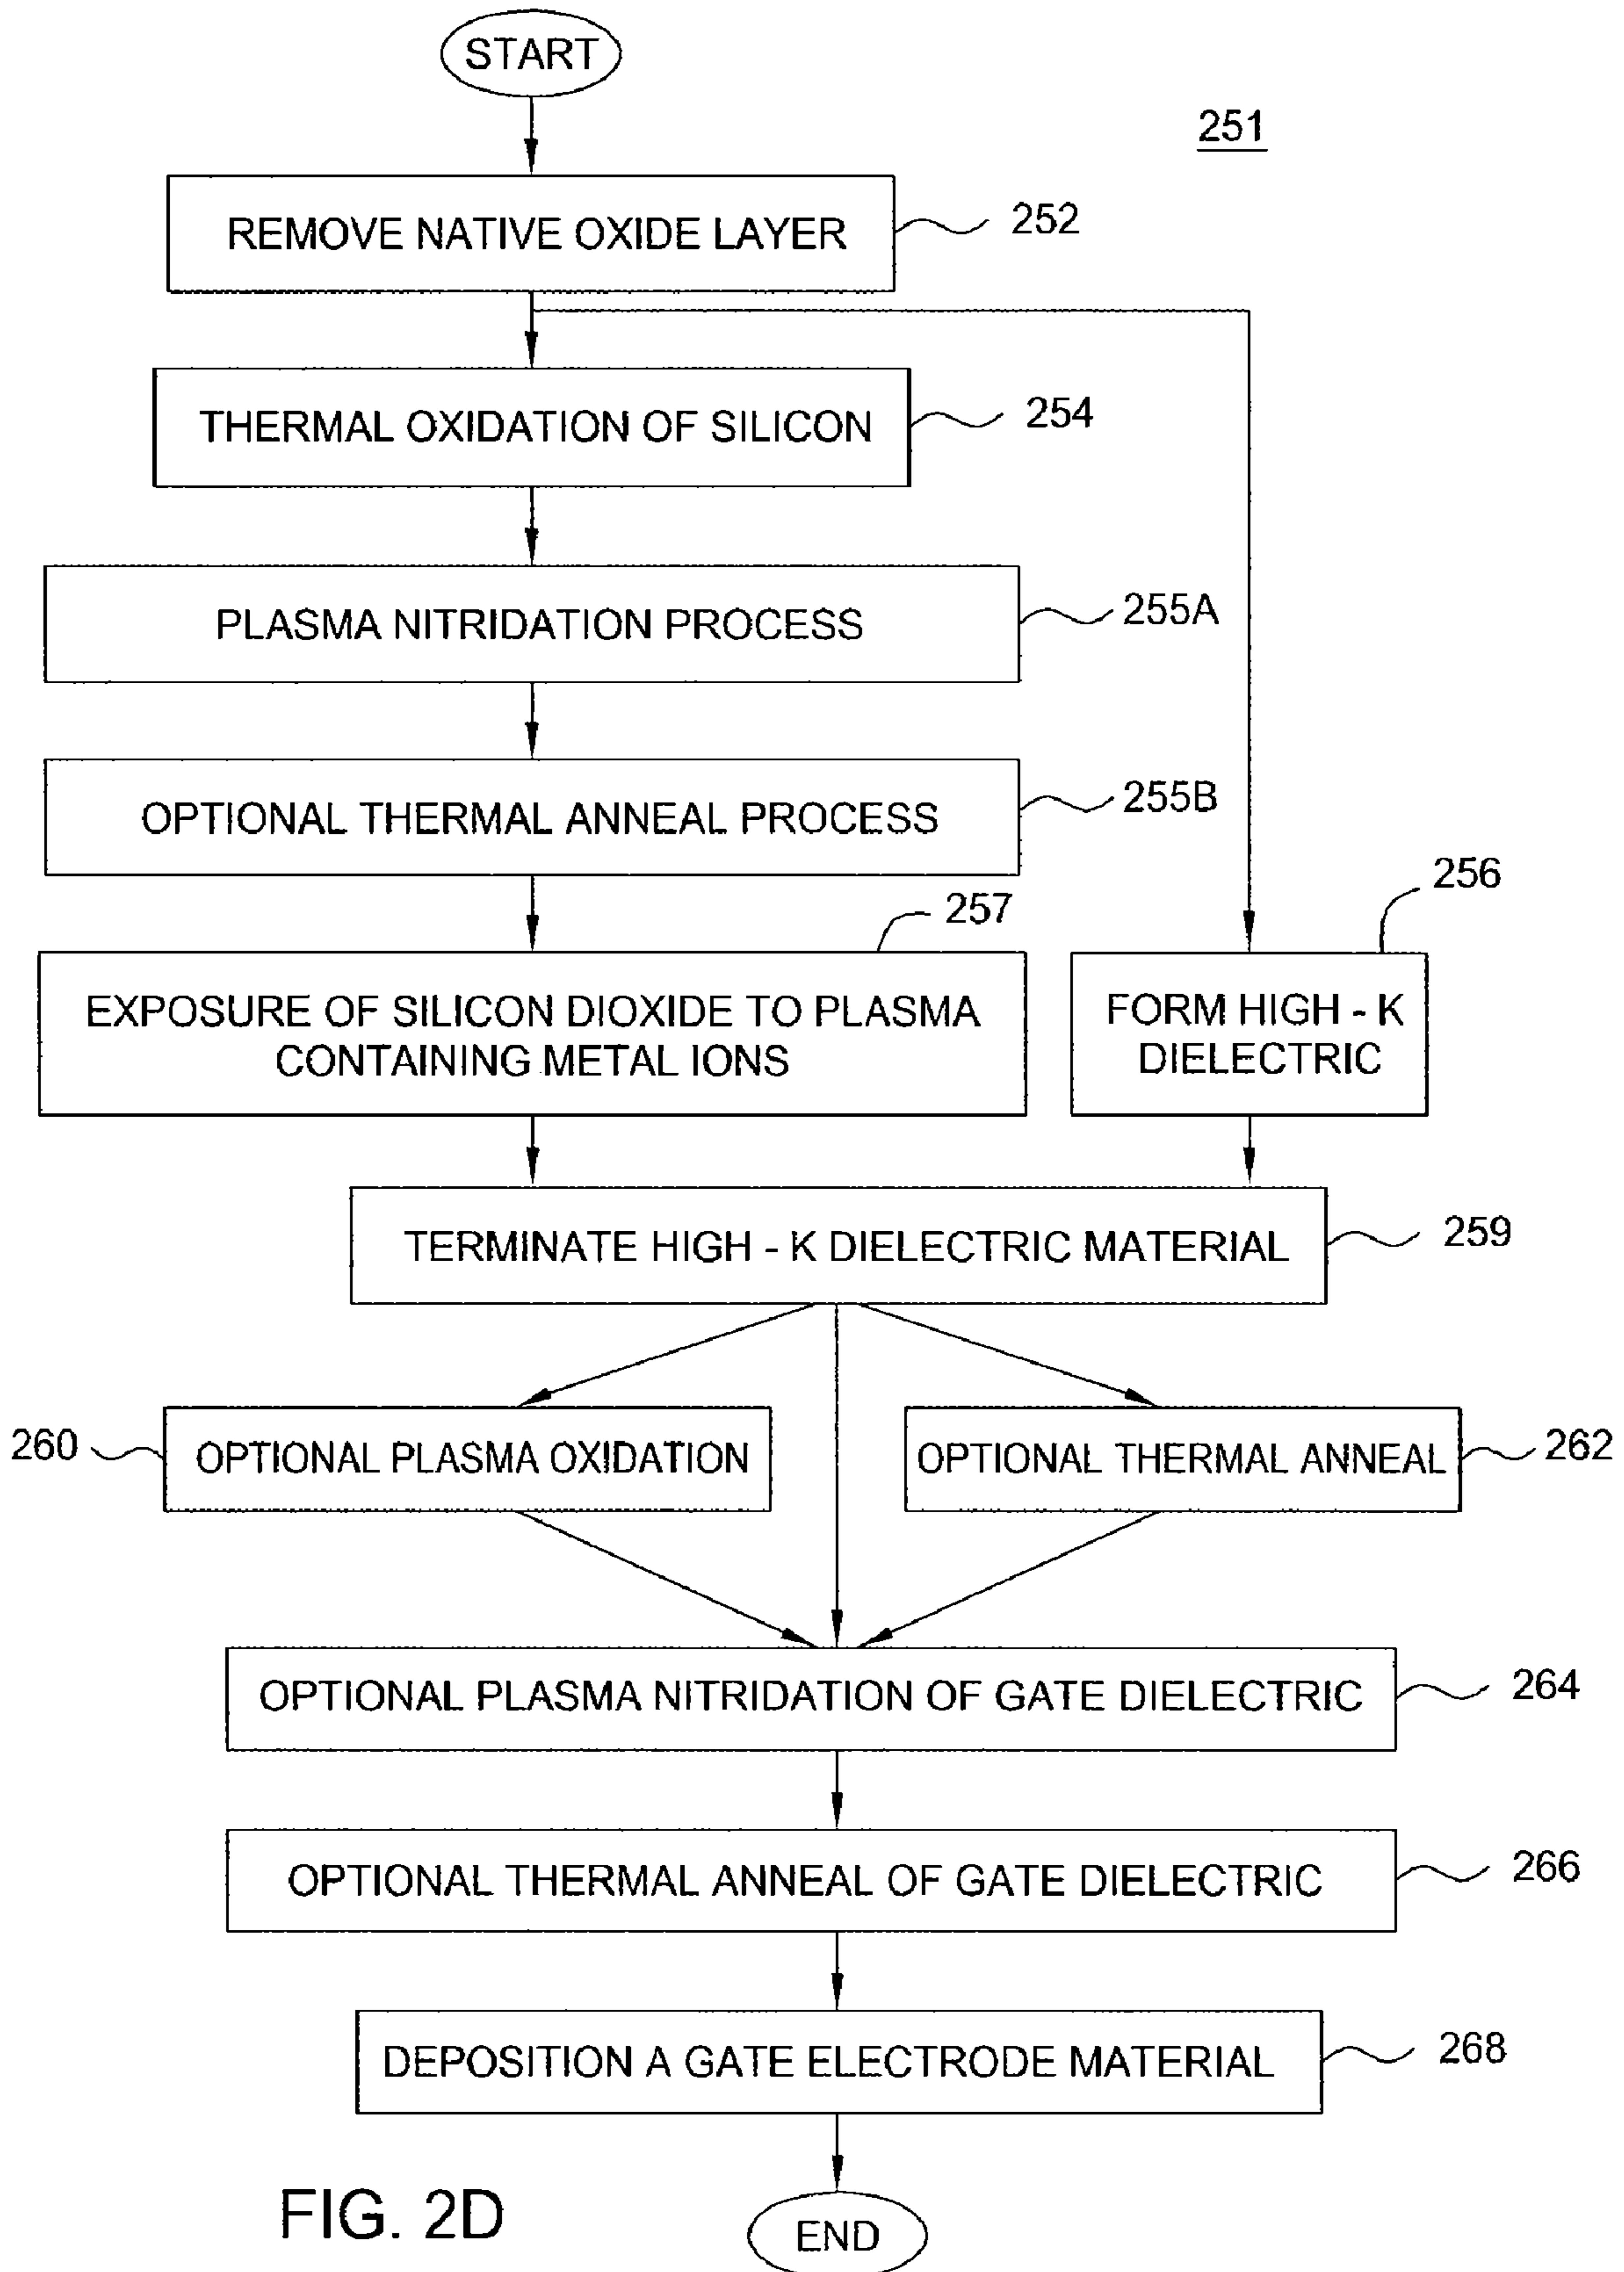 START
251
REMOVE NATIVE OXIDE LAYER
252
THERMAL OXIDATION OF SILICON
254
PLASMA NITRIDATION PROCESS
255A
OPTIONAL THERMAL ANNEAL PROCESS
255B
257
EXPOSURE OF SILICON DIOXIDE TO PLASMA
CONTAINING METAL IONS
256
FORM HIGH - K
DIELECTRIC
TERMINATE HIGH - K DIELECTRIC MATERIAL
259
260
OPTIONAL PLASMA OXIDATION
OPTIONAL THERMAL ANNEAL
262
OPTIONAL PLASMA NITRIDATION OF GATE DIELECTRIC
264
OPTIONAL THERMAL ANNEAL OF GATE DIELECTRIC
266
DEPOSITION A GATE ELECTRODE MATERIAL
268
END
FIG. 2D